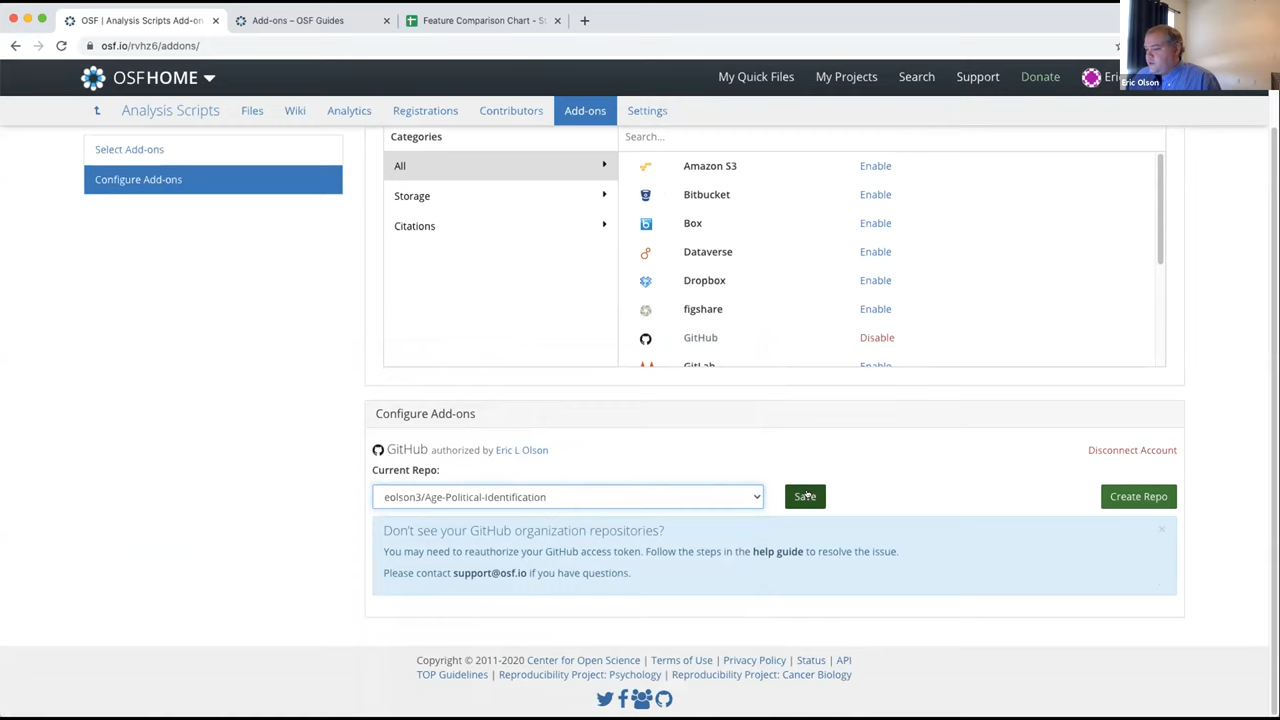 OSF | Analysis Scripts Add-on
Add-ons – OSF Guides
Feature Comparison Chart - S
osf.io/rvhz6/addons/
Eric Olson
OSFHOME
My Quick Files
My Projects
Search
Support
Donate
Analysis Scripts
Files
Wiki
Analytics
Registrations
Contributors
Add-ons
Settings
Select Add-ons
Configure Add-ons
Categories
Search...
All
Storage
Citations
Amazon S3 Enable
Bitbucket Enable
Box Enable
Dataverse Enable
Dropbox Enable
figshare Enable
GitHub Disable
GitLab Enable
Configure Add-ons
GitHub authorized by Eric L Olson
Disconnect Account
Current Repo:
eolson3/Age-Political-Identification
Save
Create Repo
Don't see your GitHub organization repositories?
You may need to reauthorize your GitHub access token. Follow the steps in the help guide to resolve the issue.
Please contact support@osf.io if you have questions.
Copyright © 2011-2020 Center for Open Science | Terms of Use | Privacy Policy | Status | API
TOP Guidelines | Reproducibility Project: Psychology | Reproducibility Project: Cancer Biology